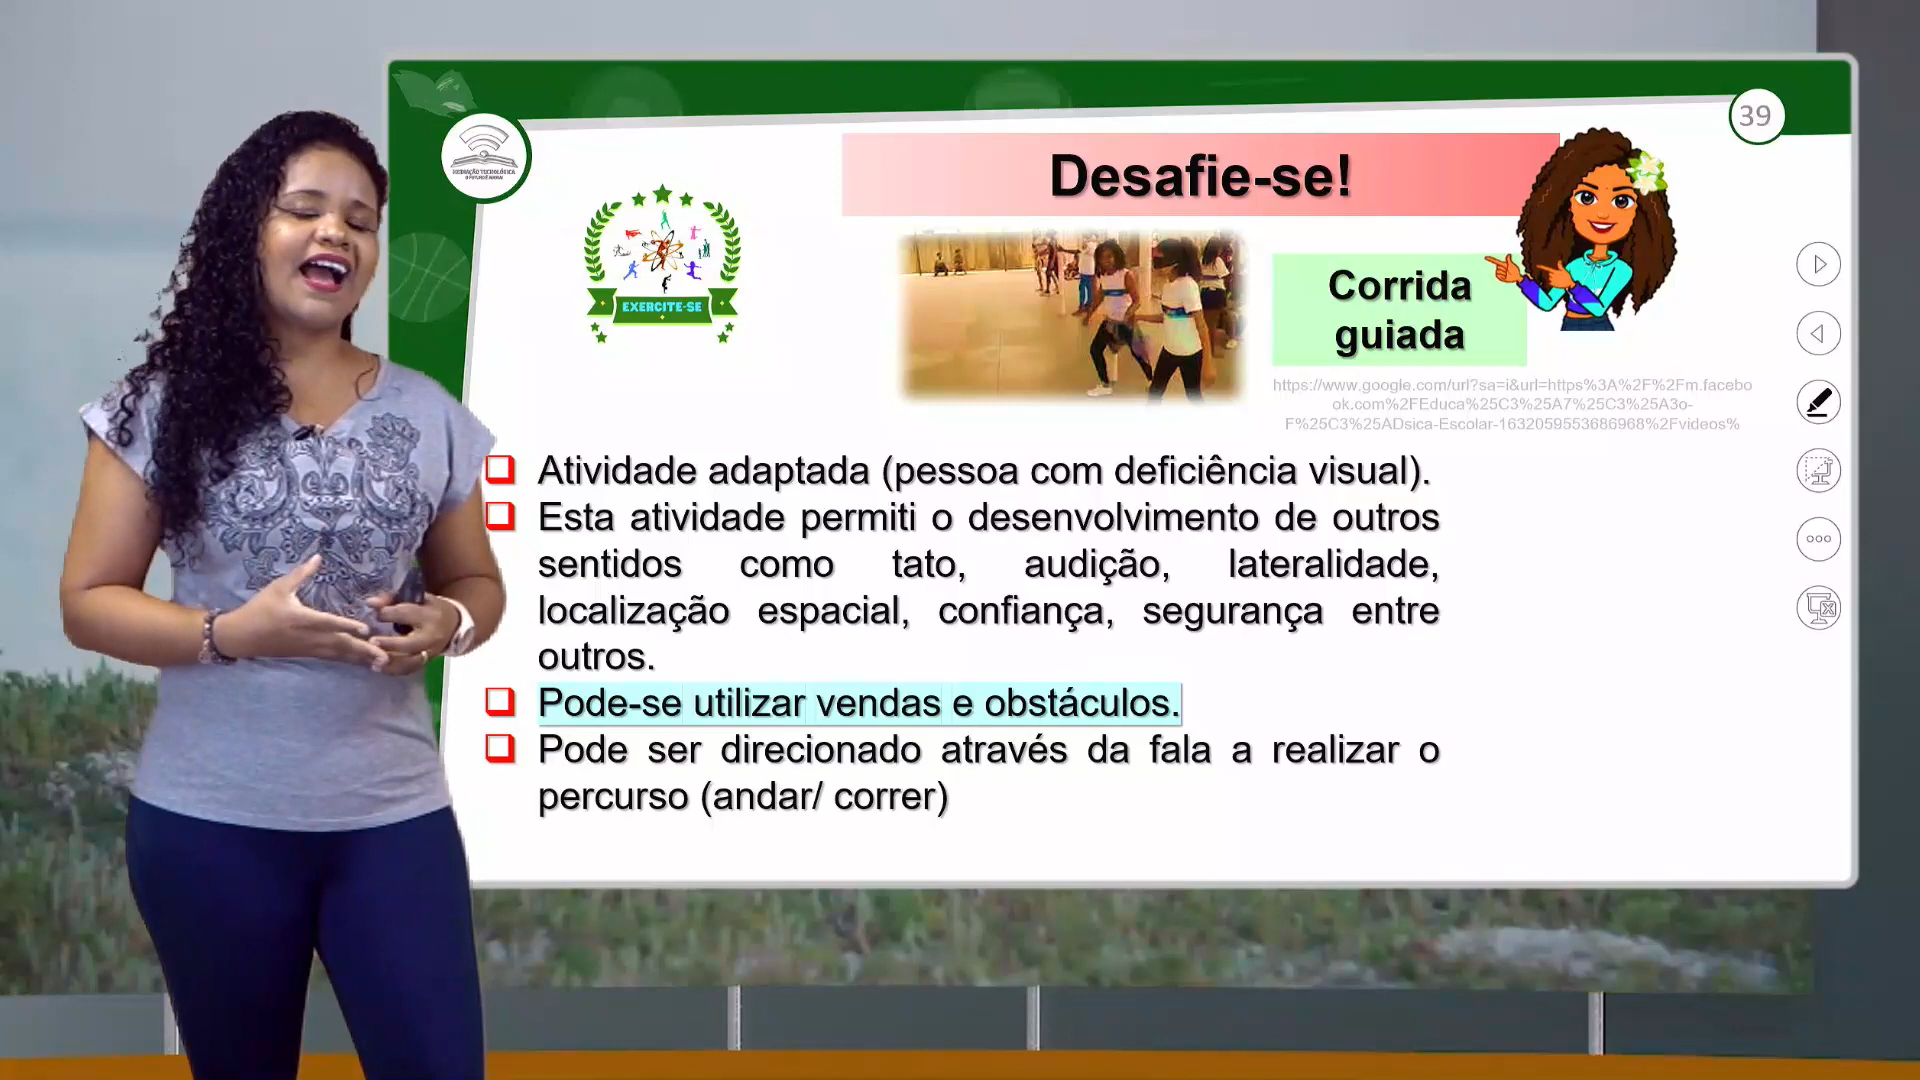 39
MEDIAÇÃO TECNOLÓGICA
Desafie-se!
EXERCITE-SE
Corrida
guiada
https://www.google.com/url?sa=i&url=https%3A%2F%2Fm.facebo
ok.com%2FEduca%25C3%25A7%25C3%25A3o-
F%25C3%25ADsica-Escolar-1632059553686968%2Fvideos%
Atividade adaptada (pessoa com deficiência visual).
Esta atividade permiti o desenvolvimento de outros
sentidos como tato, audição, lateralidade,
localização espacial, confiança, segurança entre
outros.
Pode-se utilizar vendas e obstáculos.
Pode ser direcionado através da fala a realizar o
percurso (andar/ correr)